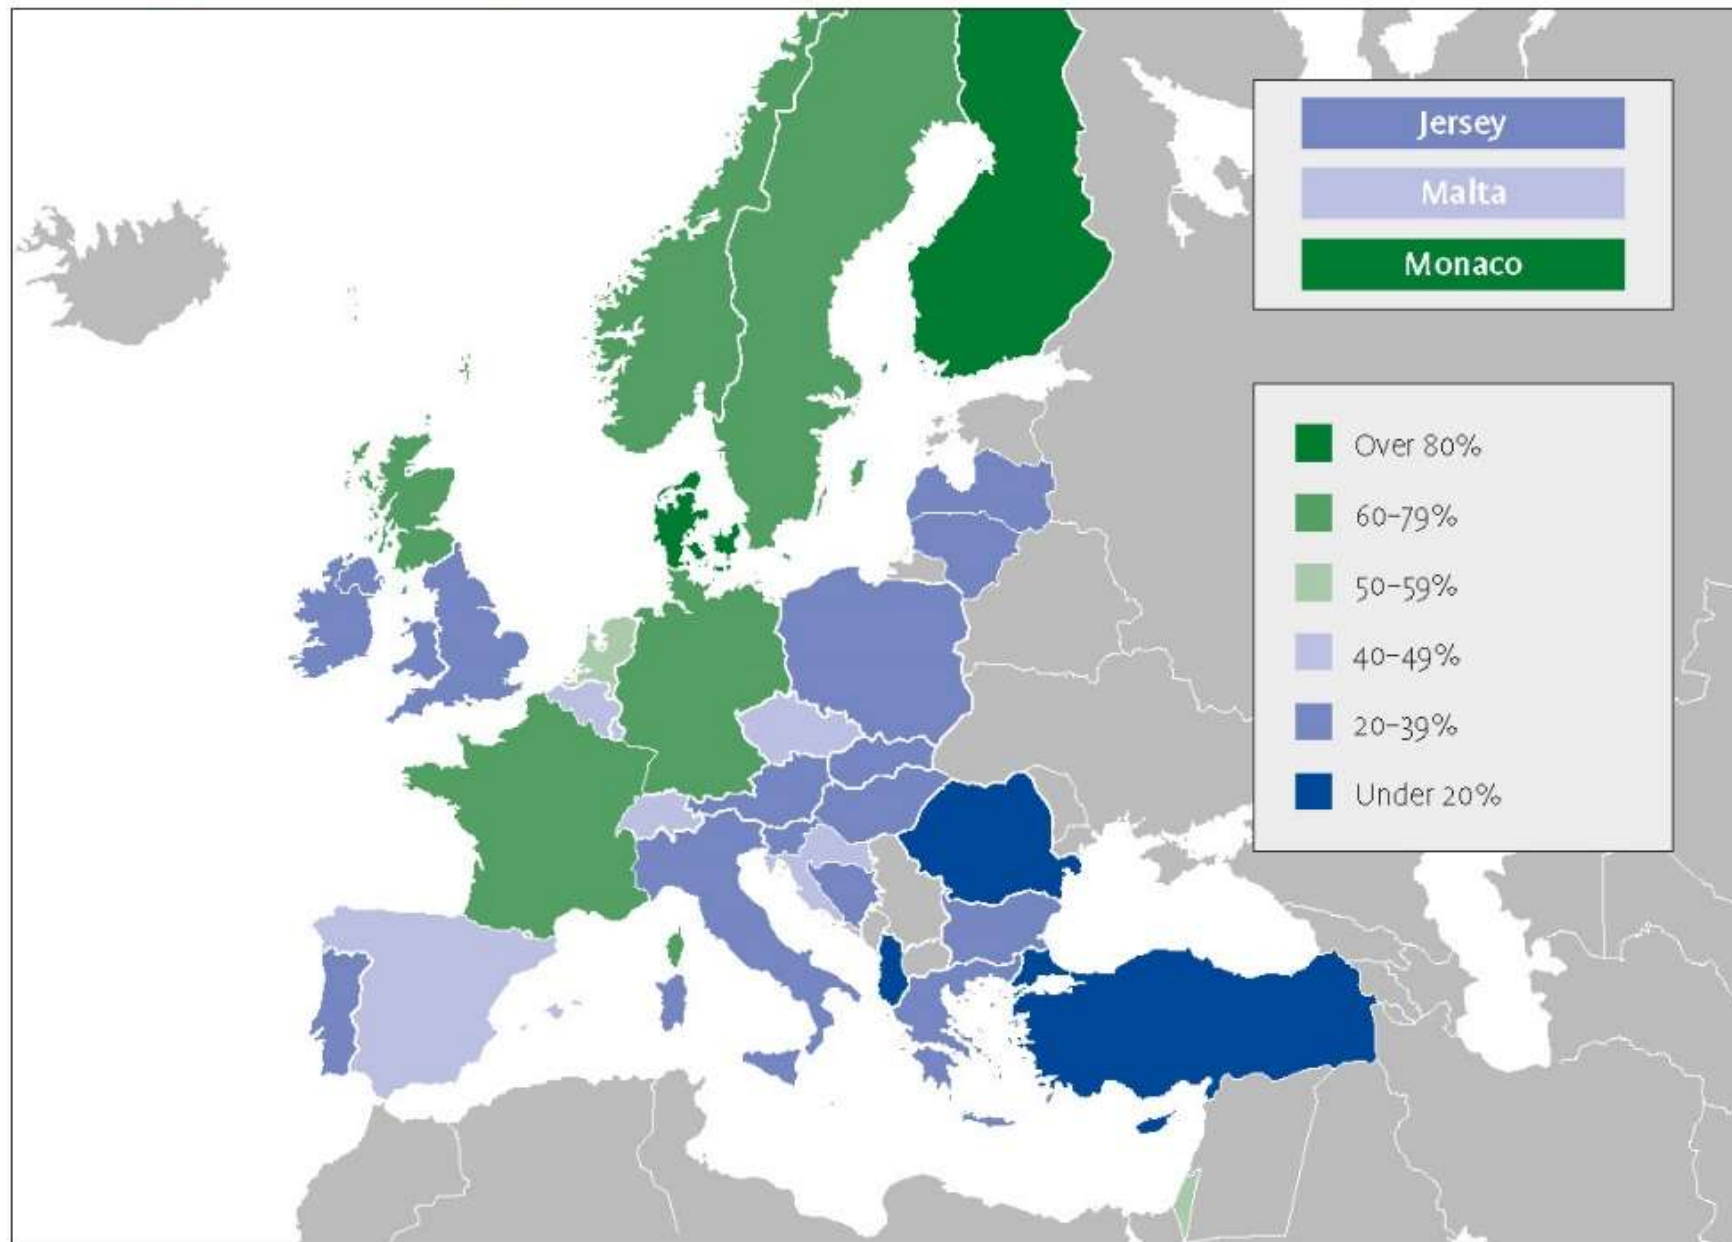 Jersey
Malta
Monaco
Over 80%
60–79%
50–59%
40–49%
20–39%
Under 20%